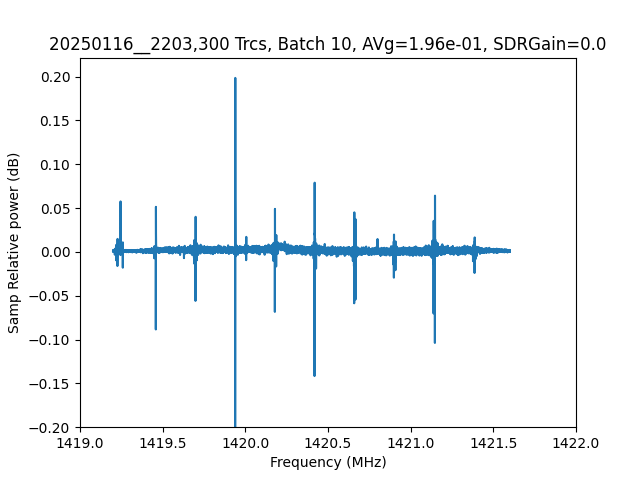 20250116__2203,300 Trcs, Batch 10, AVg=1.96e-01, SDRGain=0.0
Samp Relative power (dB)
0.20
0.15
0.10
0.05
0.00
−0.05
−0.10
−0.15
−0.20
1419.0 1419.5 1420.0 1420.5 1421.0 1421.5 1422.0
Frequency (MHz)